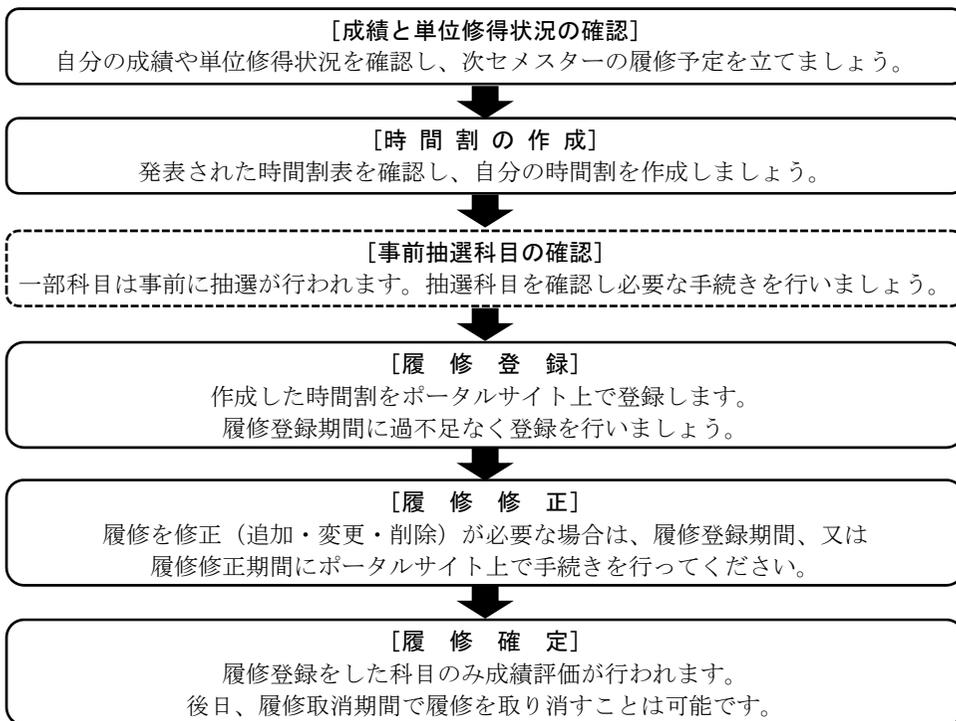 ［成績と単位修得状況の確認］
自分の成績や単位修得状況を確認し、次セメスターの履修予定を立てましょう。
［時 間 割 の 作 成］
発表された時間割表を確認し、自分の時間割を作成しましょう。
［事前抽選科目の確認］
一部科目は事前に抽選が行われます。抽選科目を確認し必要な手続きを行いましょう。
［履　修　登　録］
作成した時間割をポータルサイト上で登録します。
履修登録期間に過不足なく登録を行いましょう。
［履　修　修　正］
履修を修正（追加・変更・削除）が必要な場合は、履修登録期間、又は
履修修正期間にポータルサイト上で手続きを行ってください。
［履　修　確　定］
履修登録をした科目のみ成績評価が行われます。
後日、履修取消期間で履修を取り消すことは可能です。